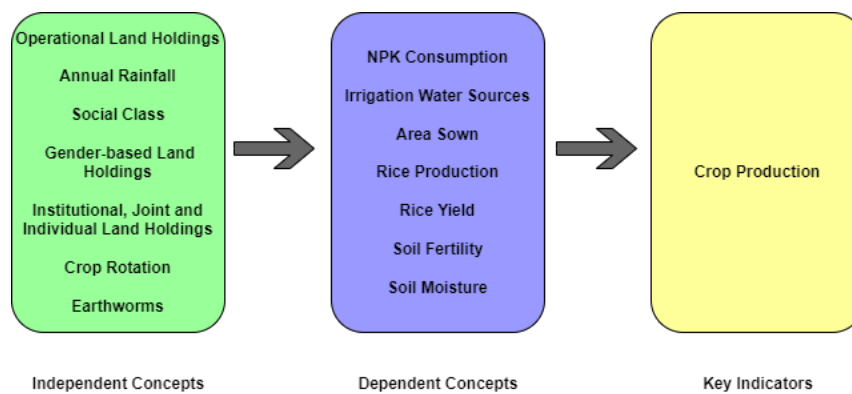 Operational Land Holdings
Annual Rainfall
Social Class
Gender-based Land
Holdings
Institutional, Joint and
Individual Land Holdings
Crop Rotation
Earthworms
NPK Consumption
Irrigation Water Sources
Area Sown
Rice Production
Rice Yield
Soil Fertility
Soil Moisture
Crop Production
Independent Concepts
Dependent Concepts
Key Indicators